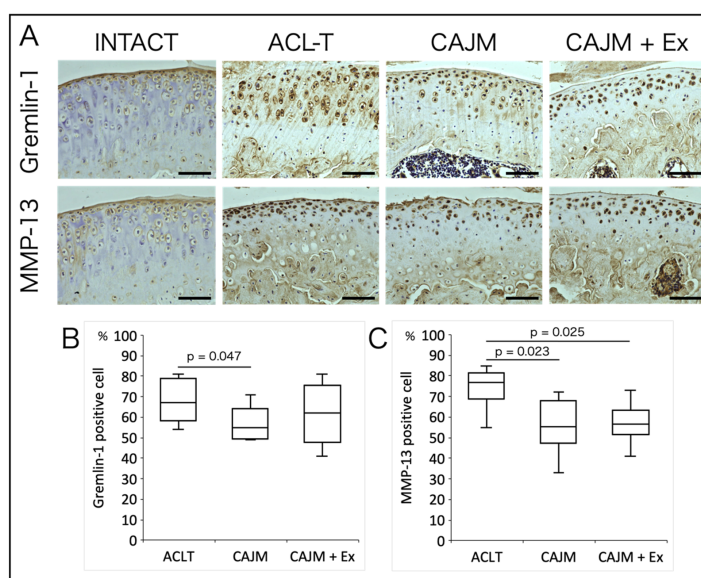 A
INTACT ACL-T CAJM CAJM + Ex
Gremlin-1
MMP-13
B
%
Gremlin-1 positive cell
100
90
80
70
60
50
40
30
20
10
0
p = 0.047
ACLT CAJM CAJM + Ex
C
%
MMP-13 positive cell
100
90
80
70
60
50
40
30
20
10
0
p = 0.025
p = 0.023
ACLT CAJM CAJM + Ex